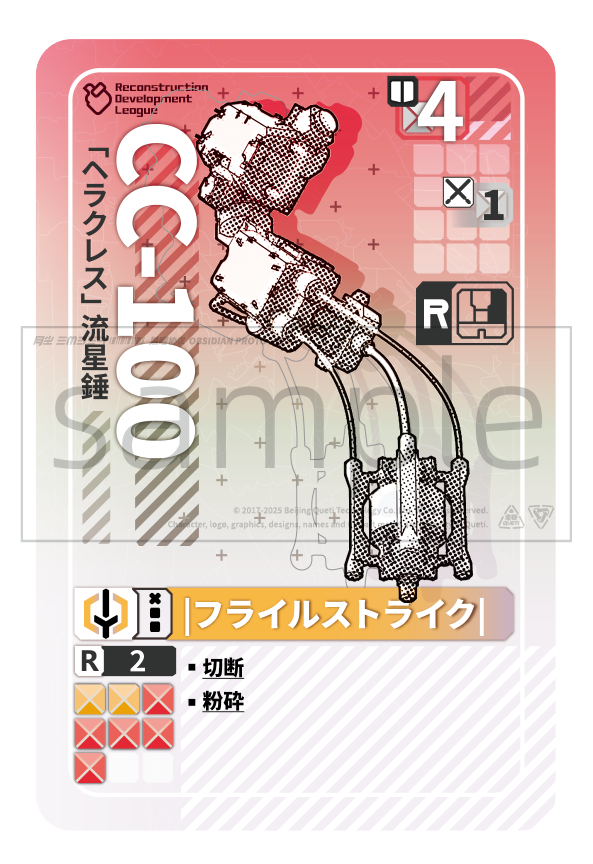 Reconstruction
Development
League
4
1
R
CC-100
「ヘラクレス」流星錘
OBSIDIAN PROTO
sample
© 2017-2025 Beijing Queti Technology Co.
Character, logo, graphics, designs, names and
|フライルストライク|
R 2
▪ 切断
▪ 粉砕